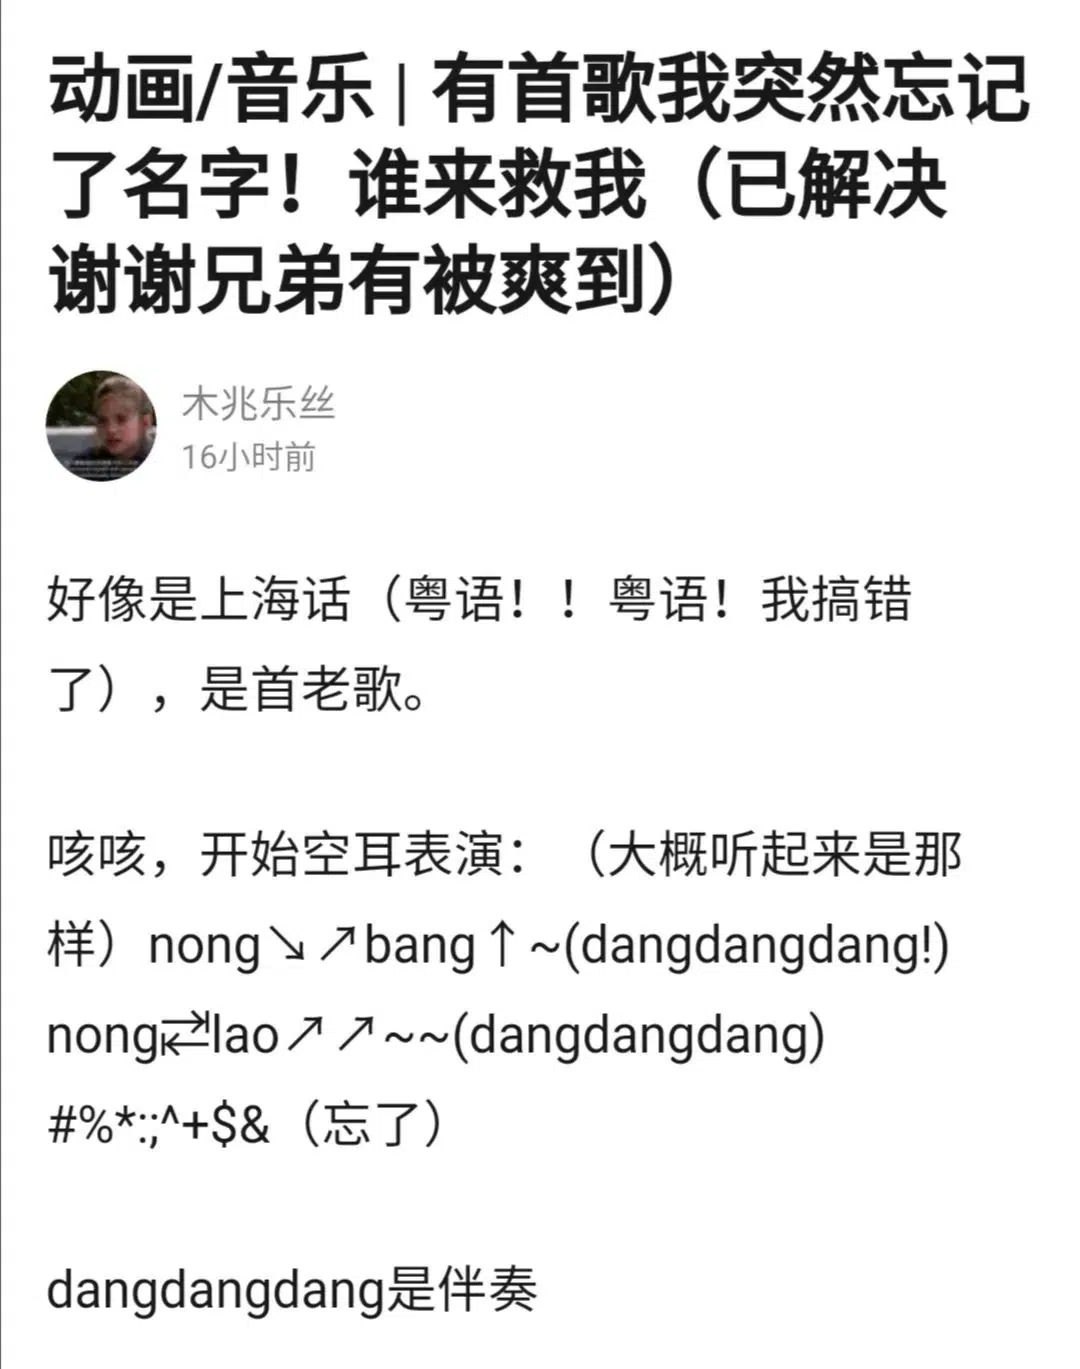 动画/音乐 | 有首歌我突然忘记
了名字！谁来救我（已解决
谢谢兄弟有被爽到）
木兆乐丝
16小时前
好像是上海话（粤语！！粤语！我搞错
了），是首老歌。
咳咳，开始空耳表演：（大概听起来是那
样）nong↘↗bang↑~(dangdangdang!)
nong⇄lao↗↗~~(dangdangdang)
#%*:;^+$&（忘了）
dangdangdang是伴奏